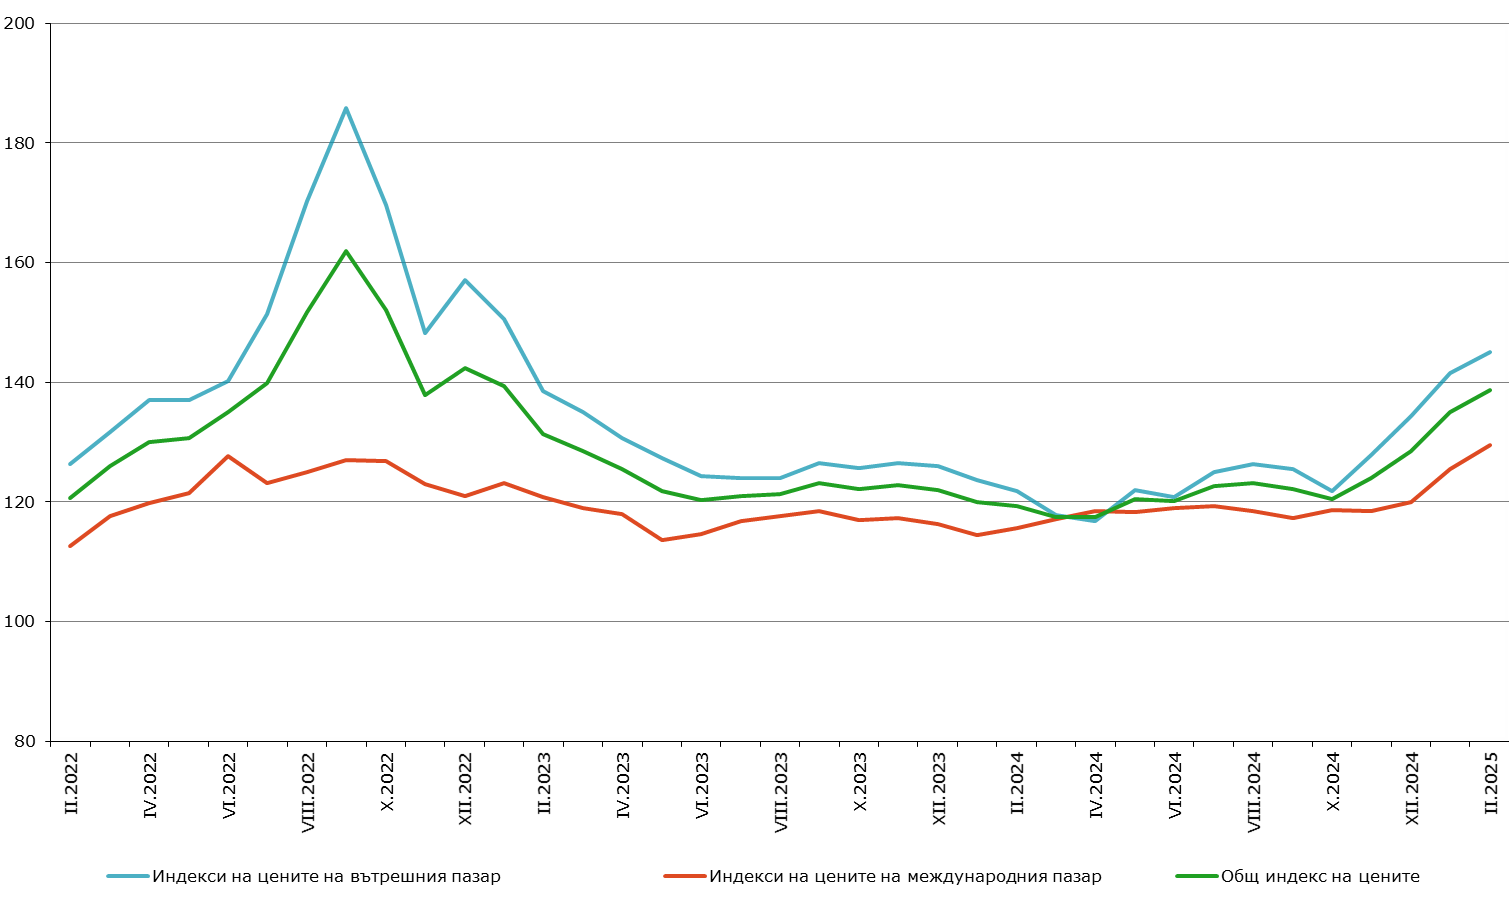 200
180
160
140
120
100
80
II.2022
IV.2022
VI.2022
VIII.2022
X.2022
XII.2022
II.2023
IV.2023
VI.2023
VIII.2023
X.2023
XII.2023
II.2024
IV.2024
VI.2024
VIII.2024
X.2024
XII.2024
II.2025
Индекси на цените на вътрешния пазар
Индекси на цените на международния пазар
Общ индекс на цените